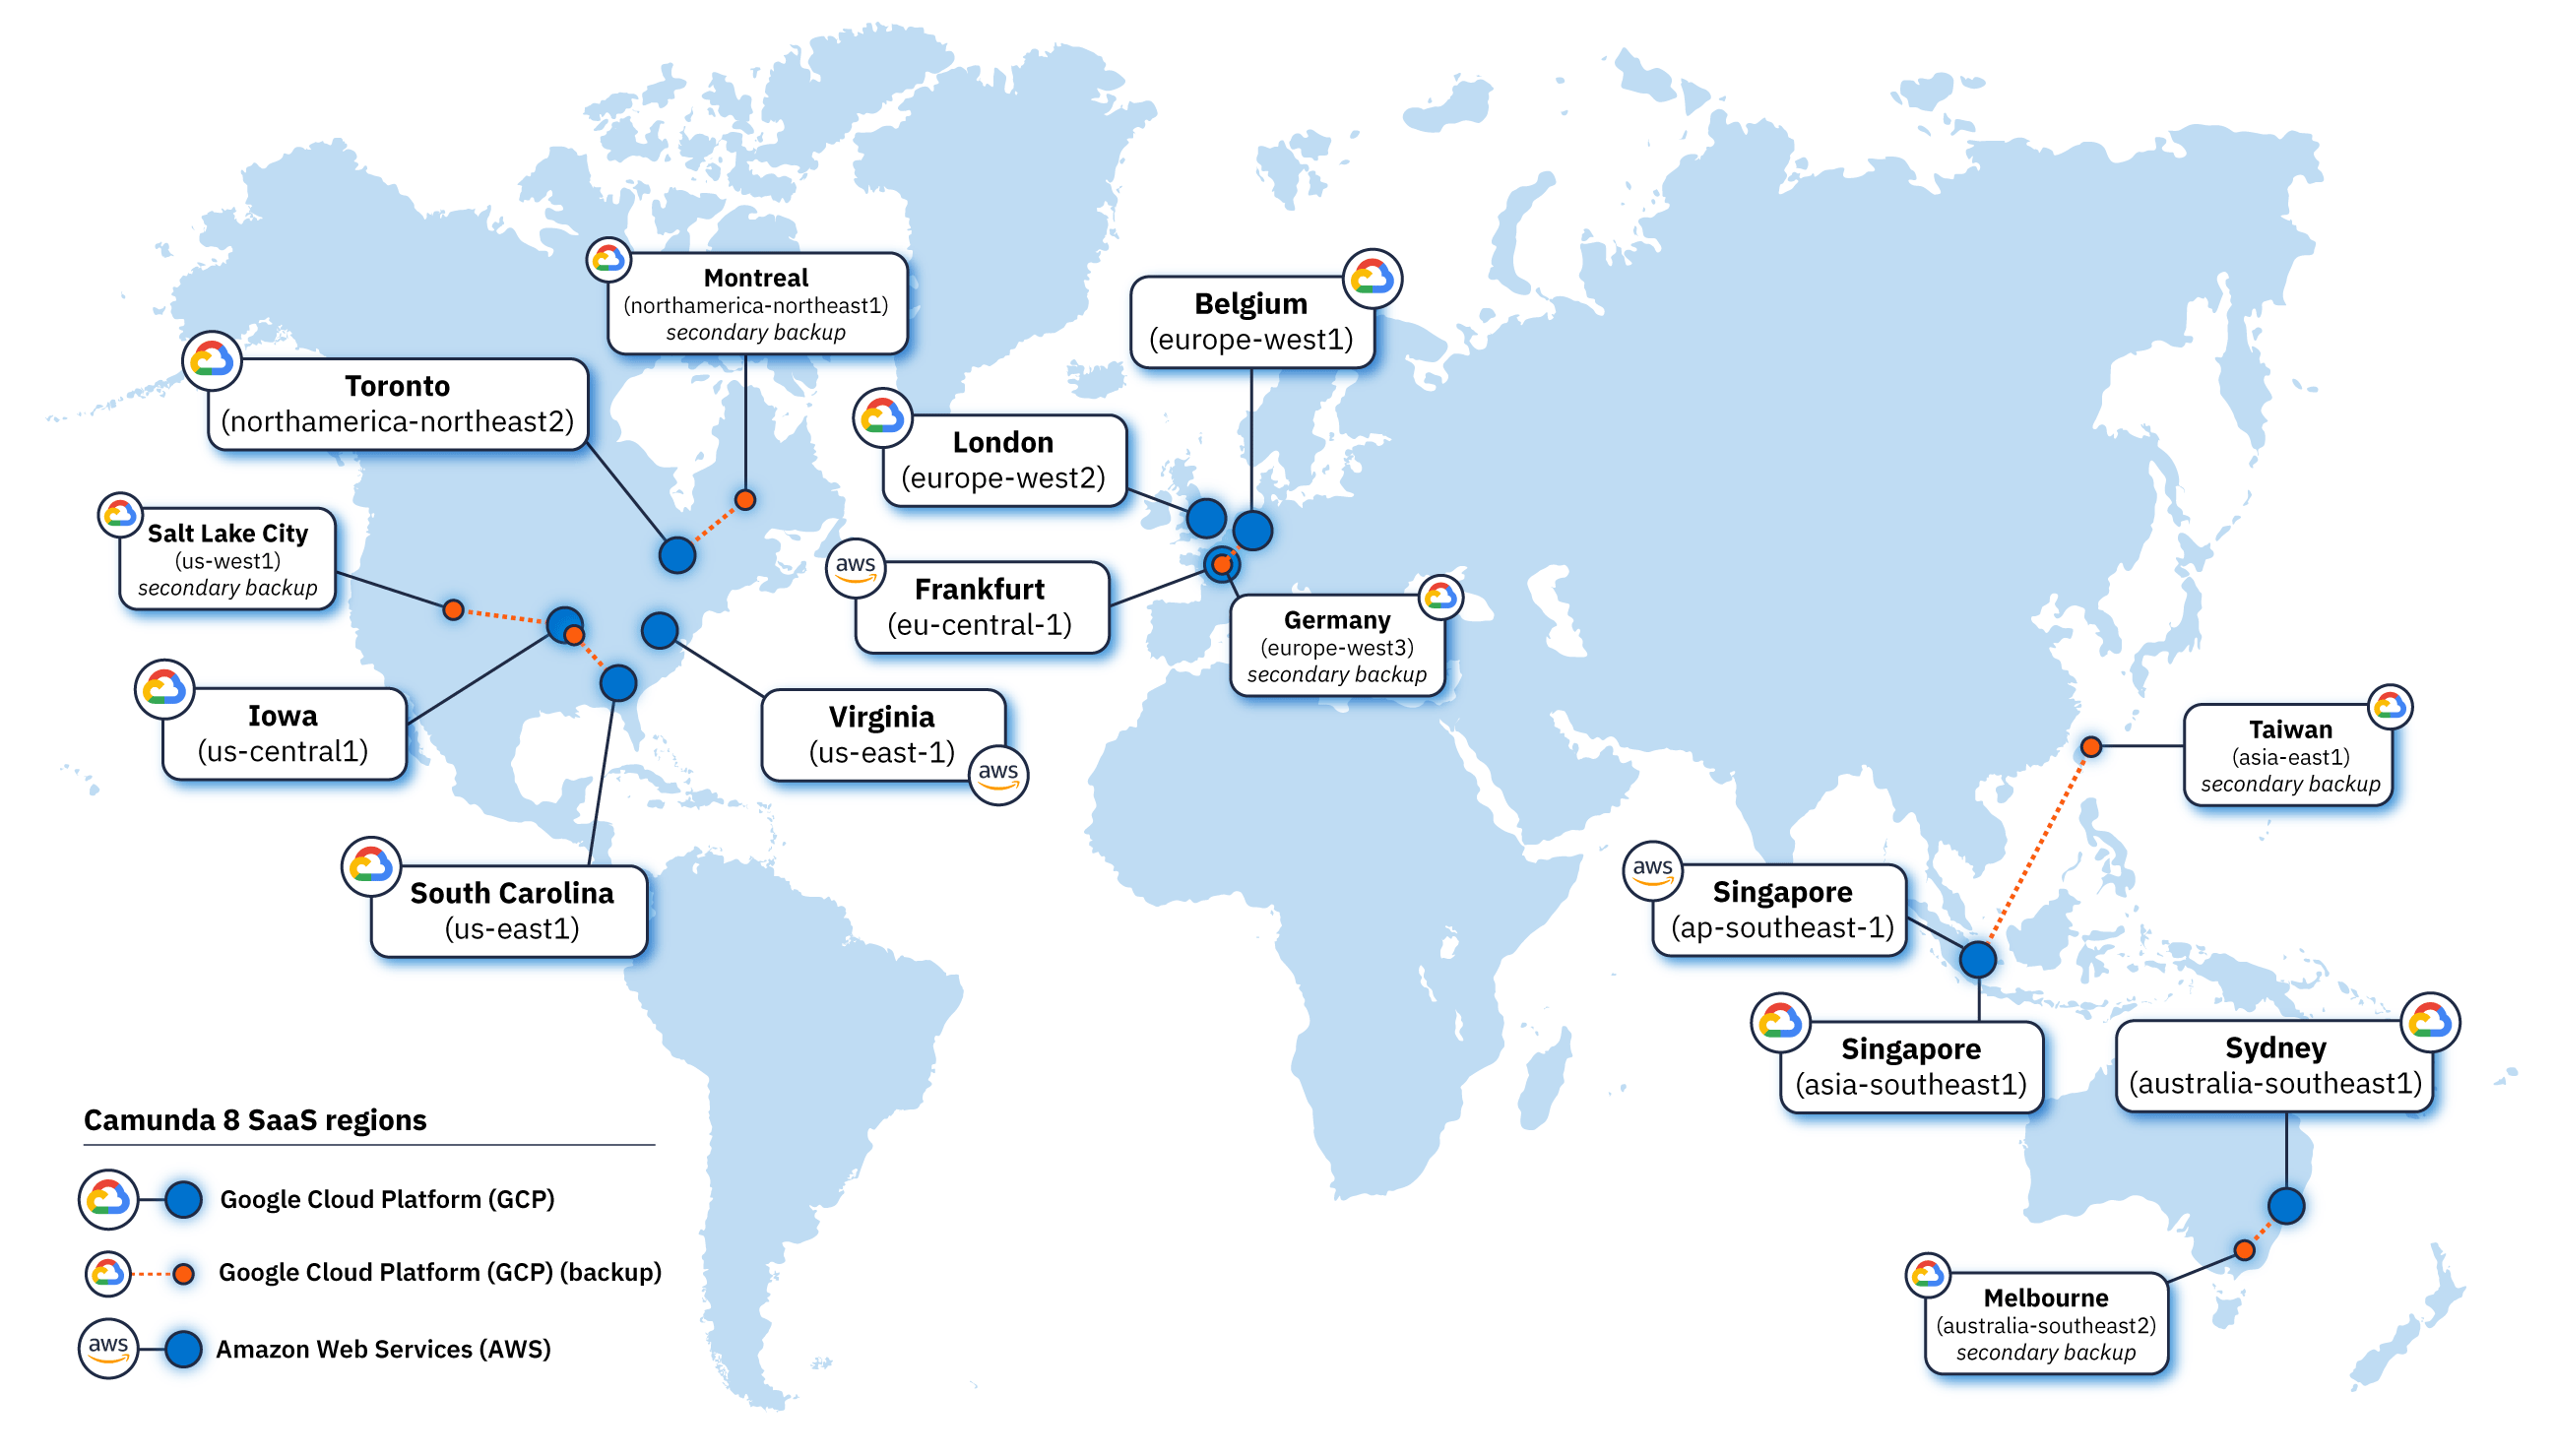 Montreal
(northamerica-northeast1)
secondary backup
Belgium
(europe-west1)
Toronto
(northamerica-northeast2)
London
(europe-west2)
Salt Lake City
(us-west1)
secondary backup
aws
Frankfurt
(eu-central-1)
Germany
(europe-west3)
secondary backup
Iowa
(us-central1)
Virginia
(us-east-1)
aws
Taiwan
(asia-east1)
secondary backup
South Carolina
(us-east1)
aws
Singapore
(ap-southeast-1)
Singapore
(asia-southeast1)
Sydney
(australia-southeast1)
Melbourne
(australia-southeast2)
secondary backup
Camunda 8 SaaS regions
Google Cloud Platform (GCP)
Google Cloud Platform (GCP) (backup)
aws
Amazon Web Services (AWS)